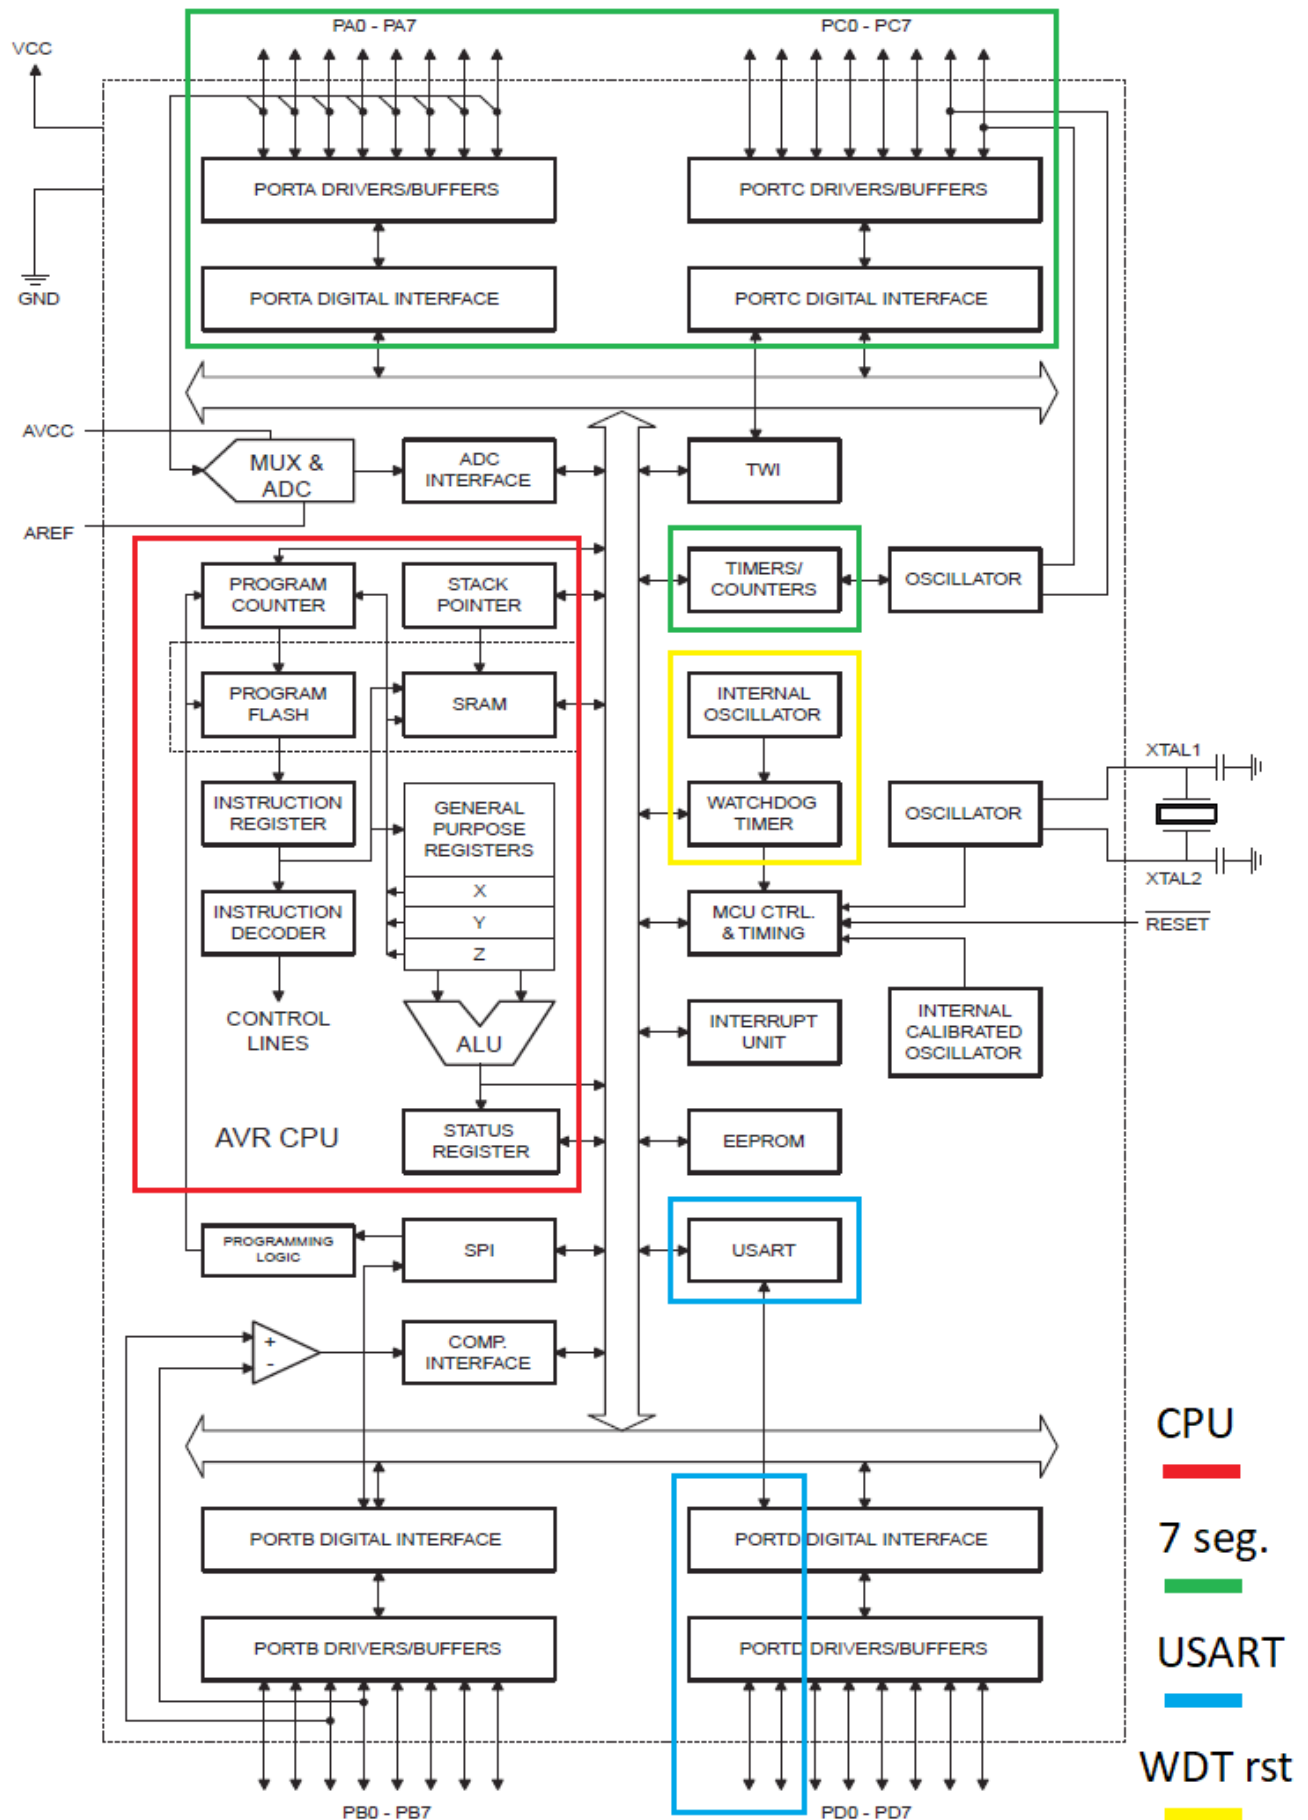 PA0 - PA7
PC0 - PC7
VCC
PORTA DRIVERS/BUFFERS
PORTC DRIVERS/BUFFERS
GND
PORTA DIGITAL INTERFACE
PORTC DIGITAL INTERFACE
AVCC
MUX &
ADC
ADC
INTERFACE
TWI
AREF
PROGRAM
COUNTER
STACK
POINTER
TIMERS/
COUNTERS
OSCILLATOR
PROGRAM
FLASH
SRAM
INTERNAL
OSCILLATOR
XTAL1
INSTRUCTION
REGISTER
GENERAL
PURPOSE
REGISTERS
WATCHDOG
TIMER
OSCILLATOR
XTAL2
X
INSTRUCTION
DECODER
Y
Z
MCU CTRL.
& TIMING
RESET
CONTROL
LINES
ALU
INTERRUPT
UNIT
INTERNAL
CALIBRATED
OSCILLATOR
AVR CPU
STATUS
REGISTER
EEPROM
PROGRAMMING
LOGIC
SPI
USART
+
-
COMP.
INTERFACE
CPU
7 seg.
USART
WDT rst
PORTB DIGITAL INTERFACE
PORTD DIGITAL INTERFACE
PORTB DRIVERS/BUFFERS
PORTD DRIVERS/BUFFERS
PB0 - PB7
PD0 - PD7